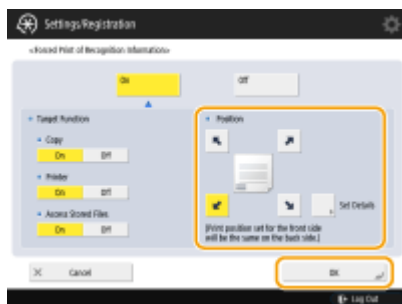 Settings/Registration
<Forced Print of Recognition Information>
On
Off
Target Function
Position
Copy
On Off
Printer
On Off
Set Details
Access Stored Files
On Off
[Print position set for the front side
will be the same on the back side.]
Cancel
OK
Log Out